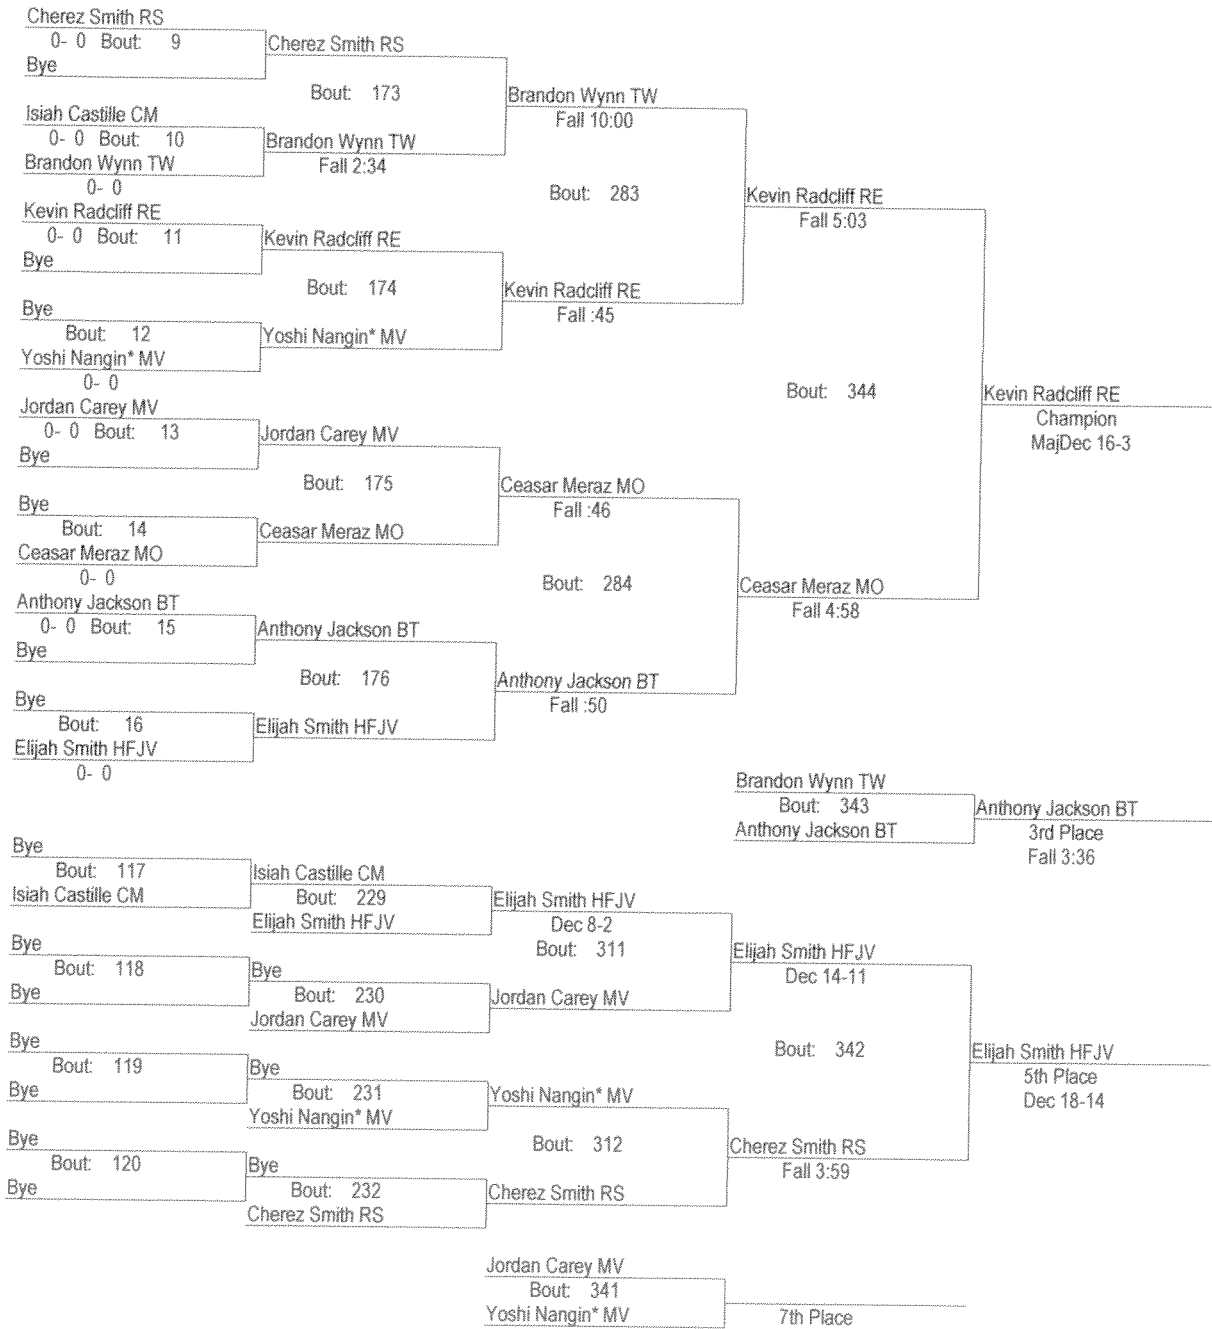 Cherez Smith RS
0- 0 Bout: 9
Bye
Cherez Smith RS
Bout: 173
Isiah Castille CM
0- 0 Bout: 10
Brandon Wynn TW
0- 0
Brandon Wynn TW
Fall 2:34
Brandon Wynn TW
Fall 10:00
Bout: 283
Kevin Radcliff RE
0- 0 Bout: 11
Bye
Kevin Radcliff RE
Bout: 174
Bye
Bout: 12
Yoshi Nangin* MV
0- 0
Yoshi Nangin* MV
Kevin Radcliff RE
Fall :45
Kevin Radcliff RE
Fall 5:03
Bout: 344
Jordan Carey MV
0- 0 Bout: 13
Bye
Jordan Carey MV
Bout: 175
Bye
Bout: 14
Ceasar Meraz MO
0- 0
Ceasar Meraz MO
Ceasar Meraz MO
Fall :46
Bout: 284
Anthony Jackson BT
0- 0 Bout: 15
Bye
Anthony Jackson BT
Bout: 176
Bye
Bout: 16
Elijah Smith HFJV
0- 0
Elijah Smith HFJV
Anthony Jackson BT
Fall :50
Ceasar Meraz MO
Fall 4:58
Kevin Radcliff RE
Champion
MajDec 16-3
Brandon Wynn TW
Bout: 343
Anthony Jackson BT
Anthony Jackson BT
3rd Place
Fall 3:36
Bye
Bout: 117
Isiah Castille CM
Isiah Castille CM
Bout: 229
Elijah Smith HFJV
Elijah Smith HFJV
Dec 8-2
Bout: 311
Bye
Bout: 118
Bye
Bye
Bout: 230
Jordan Carey MV
Jordan Carey MV
Elijah Smith HFJV
Dec 14-11
Bout: 342
Bye
Bout: 119
Bye
Bye
Bout: 231
Yoshi Nangin* MV
Yoshi Nangin* MV
Bout: 312
Bye
Bout: 120
Bye
Bye
Bout: 232
Cherez Smith RS
Cherez Smith RS
Cherez Smith RS
Fall 3:59
Elijah Smith HFJV
5th Place
Dec 18-14
Jordan Carey MV
Bout: 341
Yoshi Nangin* MV
7th Place